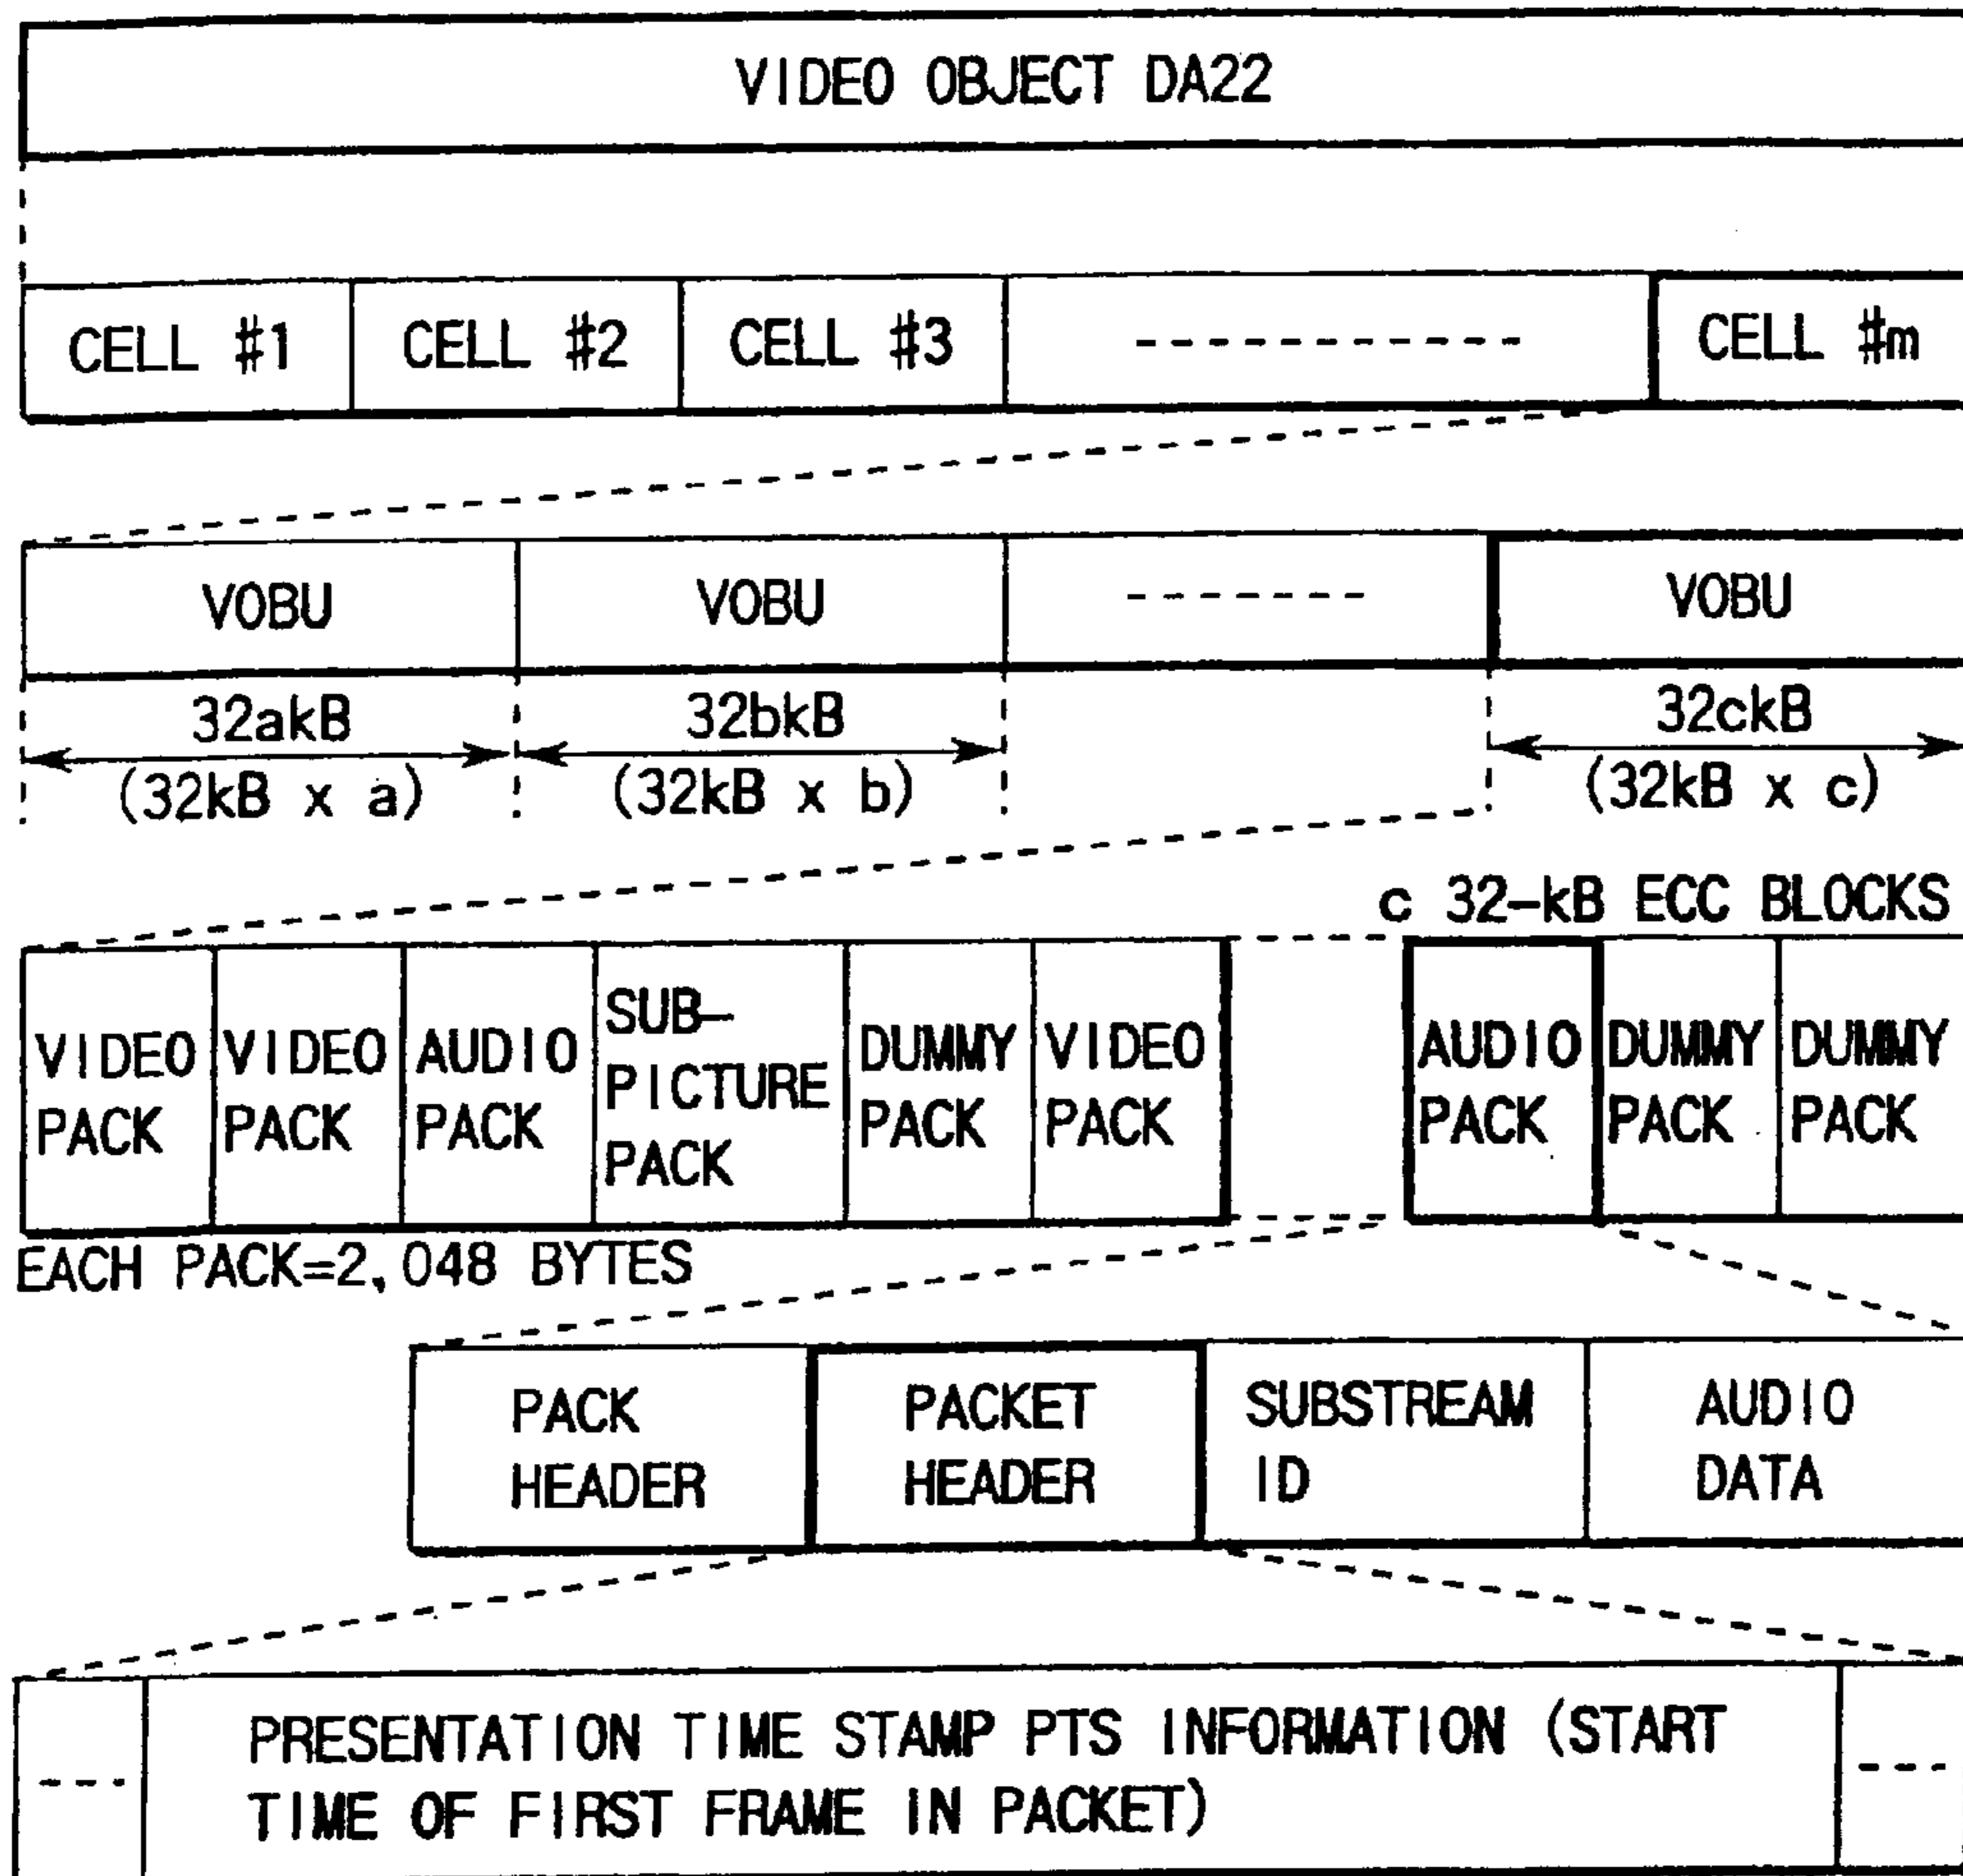 VIDEO OBJECT DA22
CELL #1 CELL #2 CELL #3 ------------ CELL #m
VOBU VOBU ------- VOBU
32akB 32bkB 32ckB
(32kB x a) (32kB x b) (32kB x c)
c 32-kB ECC BLOCKS
VIDEO
PACK
VIDEO
PACK
AUDIO
PACK
SUB-
PICTURE
PACK
DUMMY
PACK
VIDEO
PACK
AUDIO
PACK
DUMMY
PACK
DUMMY
PACK
EACH PACK=2,048 BYTES
PACK
HEADER
PACKET
HEADER
SUBSTREAM
ID
AUDIO
DATA
--- PRESENTATION TIME STAMP PTS INFORMATION (START ---
TIME OF FIRST FRAME IN PACKET)